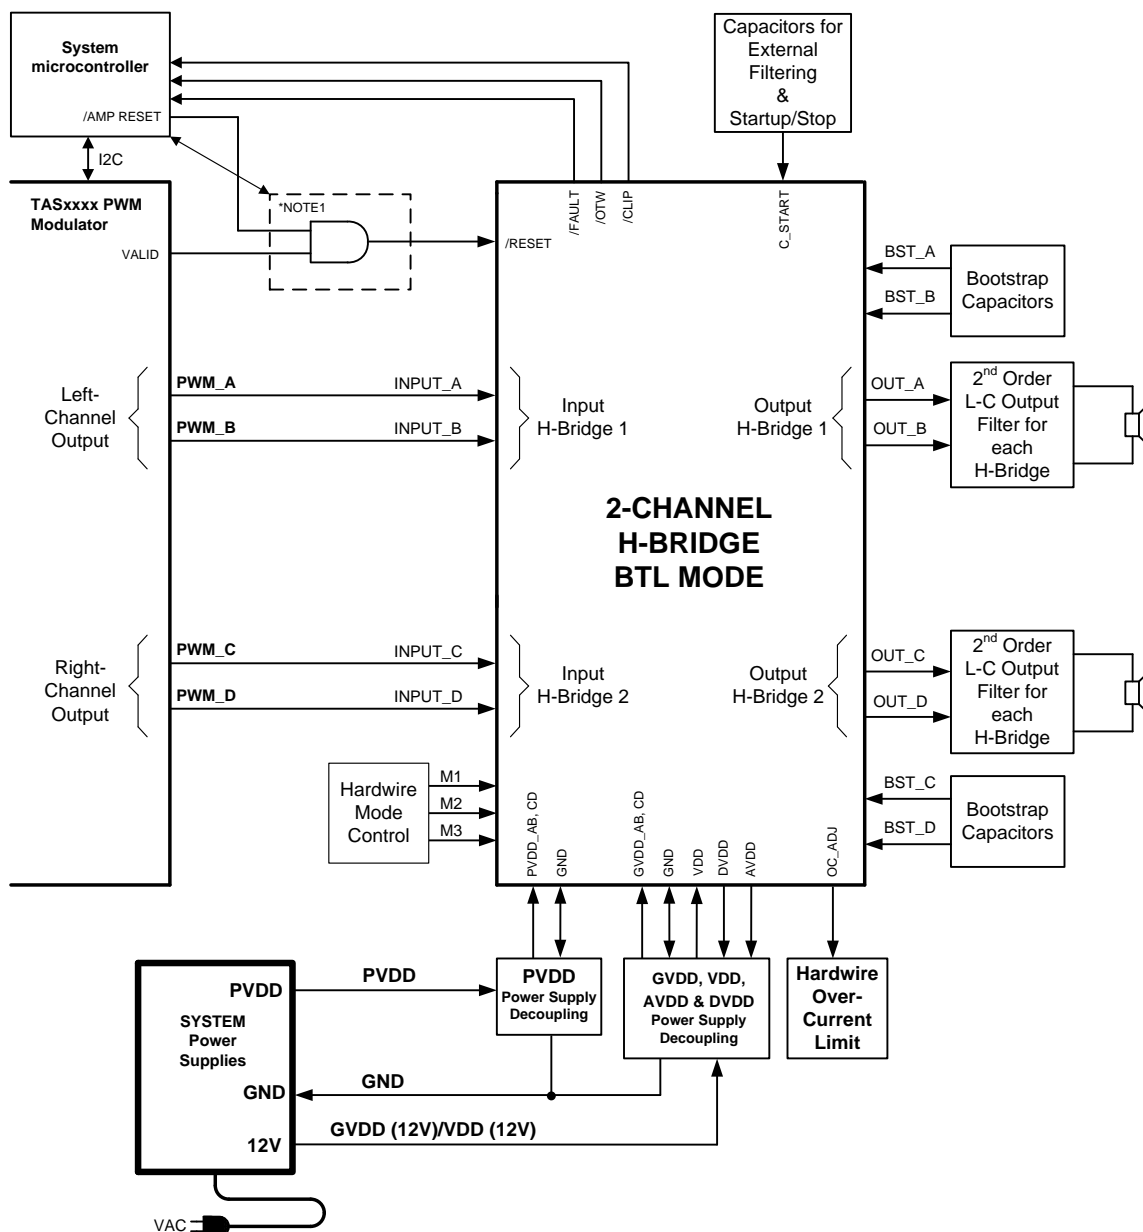 System
microcontroller
/AMP RESET
I2C
Capacitors for
External
Filtering
&
Startup/Stop
TASxxxx PWM
Modulator
VALID
*NOTE1
/RESET
/FAULT
/OTW
/CLIP
C_START
BST_A
BST_B
Bootstrap
Capacitors
Left-
Channel
Output
PWM_A
PWM_B
INPUT_A
INPUT_B
Input
H-Bridge 1
Output
H-Bridge 1
OUT_A
OUT_B
2nd Order
L-C Output
Filter for
each
H-Bridge
2-CHANNEL
H-BRIDGE
BTL MODE
Right-
Channel
Output
PWM_C
PWM_D
INPUT_C
INPUT_D
Input
H-Bridge 2
Output
H-Bridge 2
OUT_C
OUT_D
2nd Order
L-C Output
Filter for
each
H-Bridge
Hardwire
Mode
Control
M1
M2
M3
PVDD_AB, CD
GND
GVDD_AB, CD
GND
VDD
DVDD
AVDD
OC_ADJ
BST_C
BST_D
Bootstrap
Capacitors
PVDD
SYSTEM
Power
Supplies
GND
12V
PVDD
GND
GVDD (12V)/VDD (12V)
PVDD
Power Supply
Decoupling
GVDD, VDD,
AVDD & DVDD
Power Supply
Decoupling
Hardwire
Over-
Current
Limit
VAC